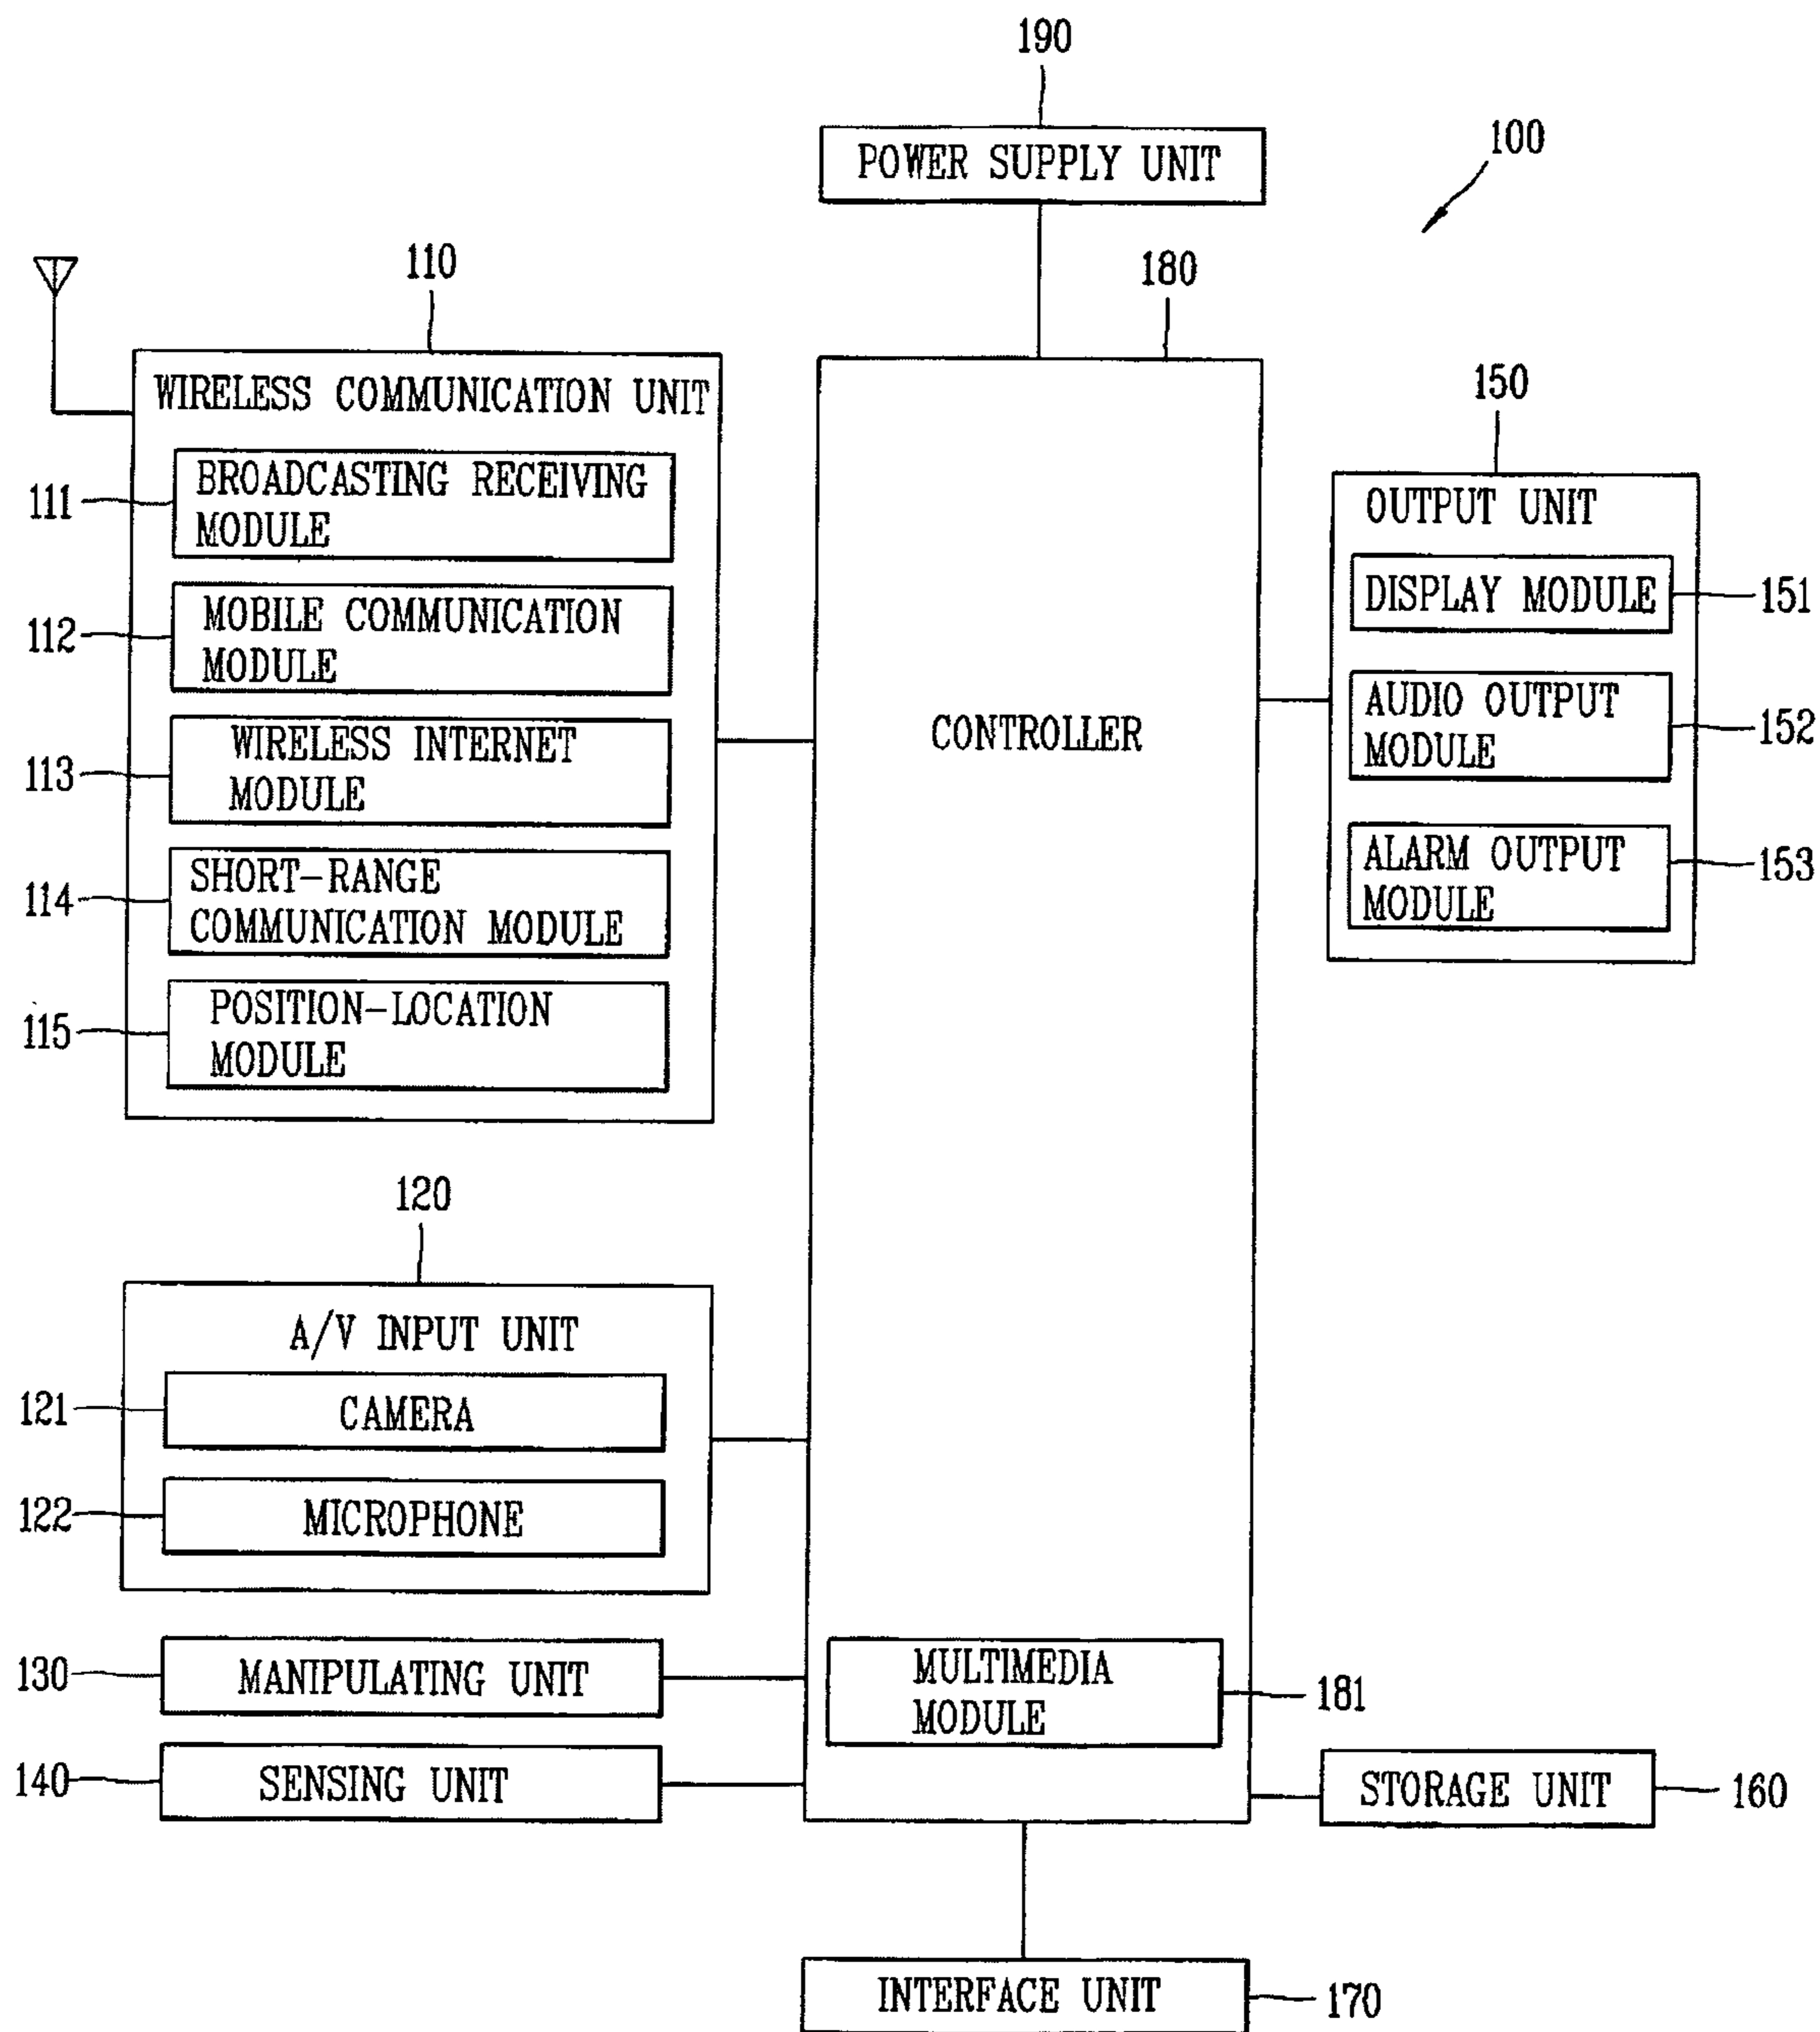 190
POWER SUPPLY UNIT
100
110
180
WIRELESS COMMUNICATION UNIT
111
BROADCASTING RECEIVING
MODULE
112
MOBILE COMMUNICATION
MODULE
113
WIRELESS INTERNET
MODULE
114
SHORT-RANGE
COMMUNICATION MODULE
115
POSITION-LOCATION
MODULE
CONTROLLER
150
OUTPUT UNIT
DISPLAY MODULE
151
AUDIO OUTPUT
MODULE
152
ALARM OUTPUT
MODULE
153
120
A/V INPUT UNIT
121
CAMERA
122
MICROPHONE
130
MANIPULATING UNIT
140
SENSING UNIT
MULTIMEDIA
MODULE
181
STORAGE UNIT
160
INTERFACE UNIT
170